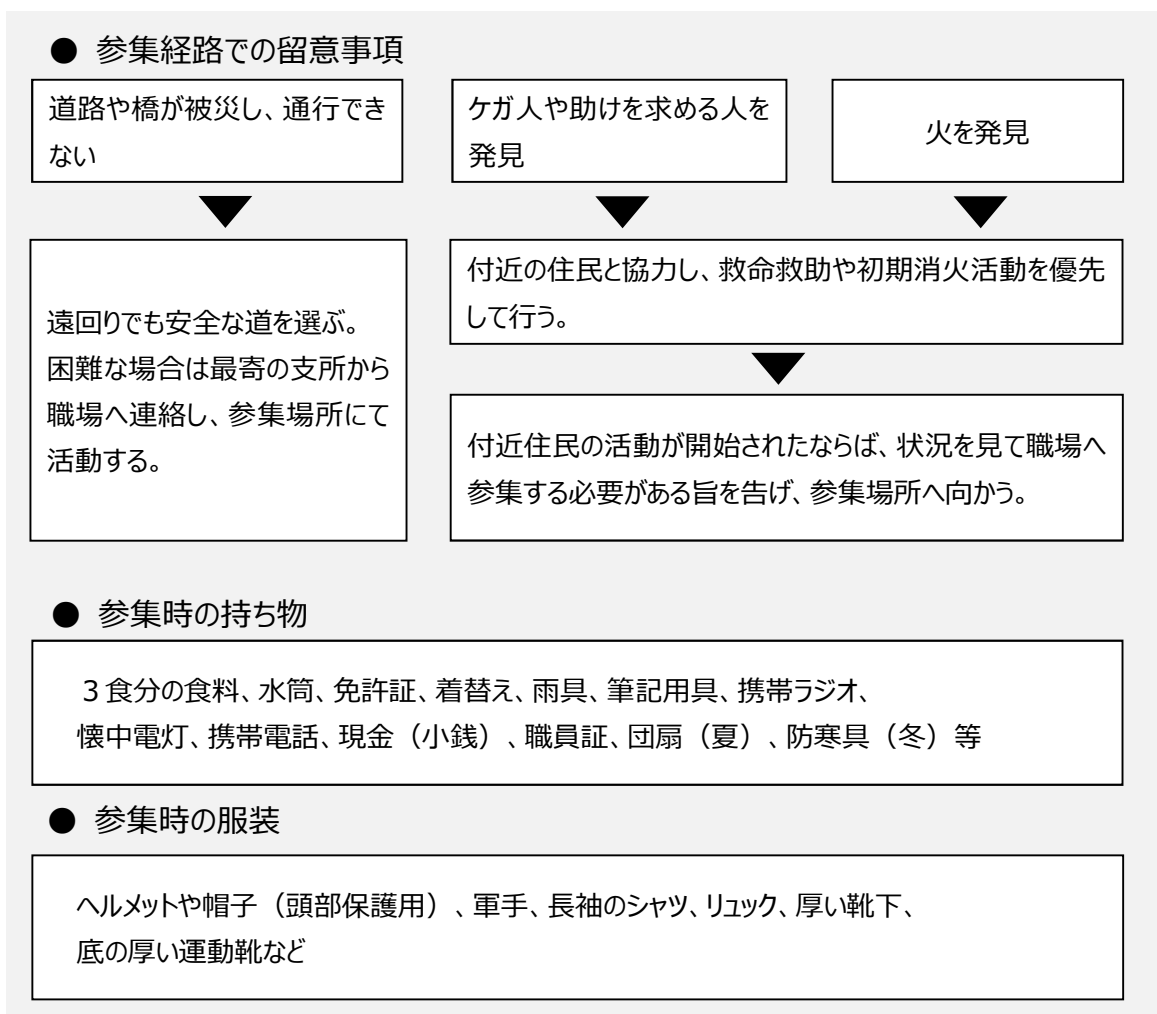 ● 参集経路での留意事項
道路や橋が被災し、通行でき
ない
ケガ人や助けを求める人を
発見
火を発見
遠回りでも安全な道を選ぶ。
困難な場合は最寄の支所から
職場へ連絡し、参集場所にて
活動する。
付近の住民と協力し、救命救助や初期消火活動を優先
して行う。
付近住民の活動が開始されたならば、状況を見て職場へ
参集する必要がある旨を告げ、参集場所へ向かう。
● 参集時の持ち物
３食分の食料、水筒、免許証、着替え、雨具、筆記用具、携帯ラジオ、
懐中電灯、携帯電話、現金（小銭）、職員証、団扇（夏）、防寒具（冬）等
● 参集時の服装
ヘルメットや帽子（頭部保護用）、軍手、長袖のシャツ、リュック、厚い靴下、
底の厚い運動靴など